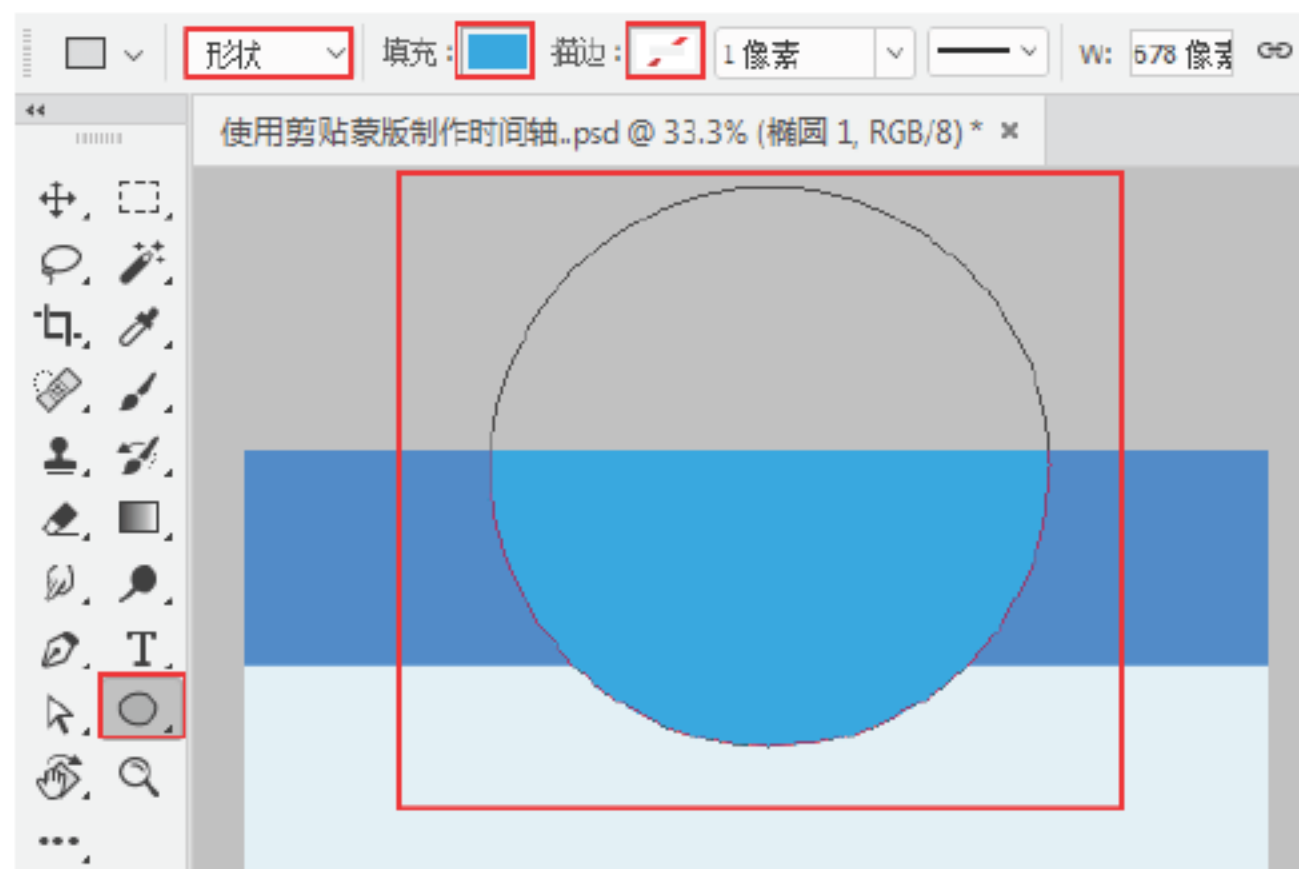 形状 填充： 描边： 1 像素 W: 678 像素
使用剪贴蒙版制作时间轴..psd @ 33.3% (椭圆 1, RGB/8) * ×
T